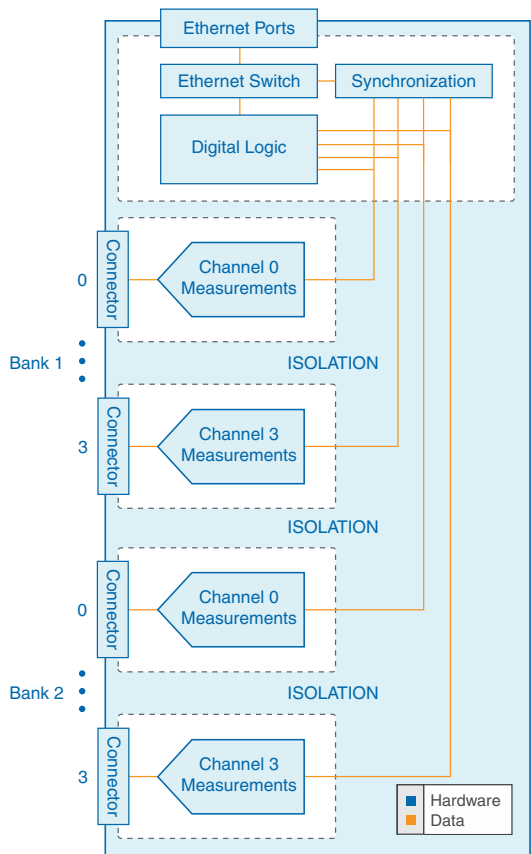 Ethernet Ports
Ethernet Switch
Synchronization
Digital Logic
Connector
0
Channel 0
Measurements
Bank 1
ISOLATION
Connector
3
Channel 3
Measurements
ISOLATION
Connector
0
Channel 0
Measurements
Bank 2
ISOLATION
Connector
3
Channel 3
Measurements
Hardware
Data